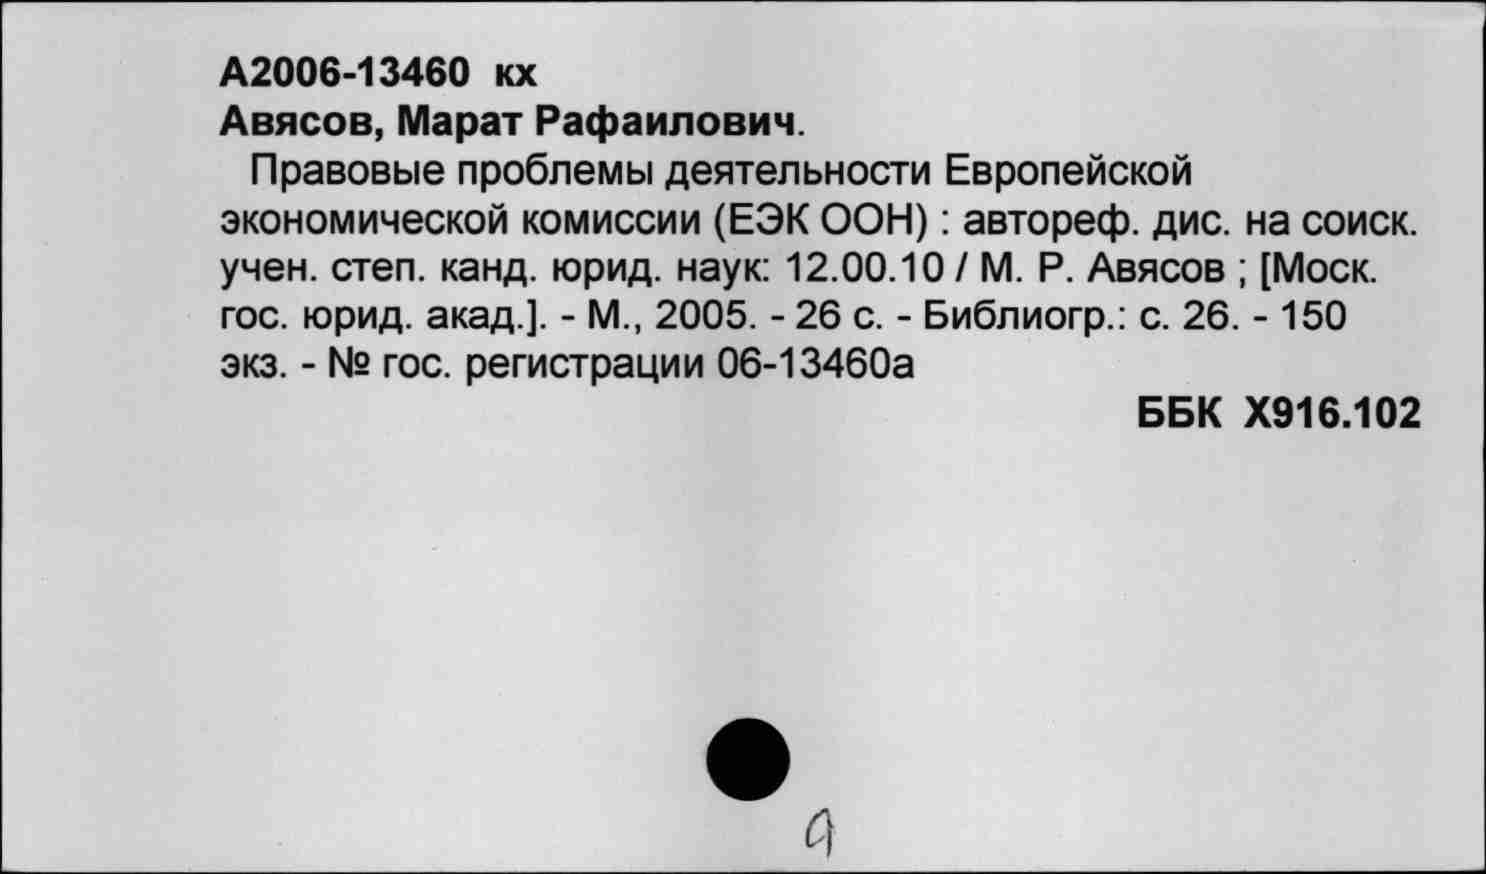 А2006-13460 кх
Авясов, Марат Рафаилович.
Правовые проблемы деятельности Европейской
экономической комиссии (ЕЭК ООН) : автореф. дис. на соиск.
учен. степ. канд. юрид. наук: 12.00.10 / М. Р. Авясов ; [Моск.
гос. юрид. акад.]. - М., 2005. - 26 с. - Библиогр.: с. 26. - 150
экз. - № гос. регистрации 06-13460а
ББК Х916.102